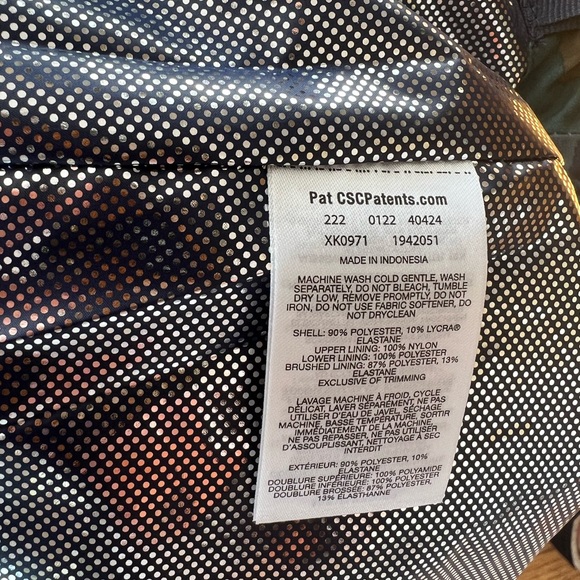 Pat CSCPatents.com
222 0122 40424
XK0971 1942051
MADE IN INDONESIA
MACHINE WASH COLD GENTLE, WASH
SEPARATELY, DO NOT BLEACH, TUMBLE
DRY LOW, REMOVE PROMPTLY, DO NOT
IRON, DO NOT USE FABRIC SOFTENER, DO
NOT DRYCLEAN
SHELL: 90% POLYESTER, 10% LYCRA®
ELASTANE
UPPER LINING: 100% NYLON
LOWER LINING: 100% POLYESTER
BRUSHED LINING: 87% POLYESTER, 13%
ELASTANE
EXCLUSIVE OF TRIMMING
LAVAGE MACHINE À FROID, CYCLE
DÉLICAT, LAVER SÉPAREMENT, NE PAS
UTILISER D'EAU DE JAVEL, SÉCHAGE
MACHINE, BASSE TEMPÉRATURE. SORTIR
IMMÉDIATEMENT DE LA MACHINE,
NE PAS REPASSER, NE PAS UTILISER
D'ASSOUPLISSANT, NETTOYAGE À SEC
INTERDIT
EXTÉRIEUR: 90% POLYESTER, 10%
ELASTANE
DOUBLURE SUPÉRIEURE: 100% POLYAMIDE
DOUBLURE INFÉRIEURE: 100% POLYESTER
DOUBLURE BROSSÉE: 87% POLYESTER,
13% ÉLASTHANNE